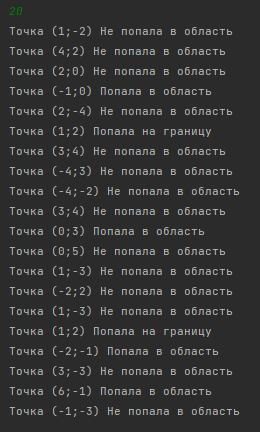 20
Точка (1;-2) Не попала в область
Точка (4;2) Не попала в область
Точка (2;0) Не попала в область
Точка (-1;0) Попала в область
Точка (2;-4) Не попала в область
Точка (1;2) Попала на границу
Точка (3;4) Не попала в область
Точка (-4;3) Не попала в область
Точка (-4;-2) Не попала в область
Точка (3;4) Не попала в область
Точка (0;3) Попала в область
Точка (0;5) Не попала в область
Точка (1;-3) Не попала в область
Точка (-2;2) Не попала в область
Точка (1;-3) Не попала в область
Точка (1;2) Попала на границу
Точка (-2;-1) Попала в область
Точка (3;-3) Не попала в область
Точка (6;-1) Попала в область
Точка (-1;-3) Не попала в область